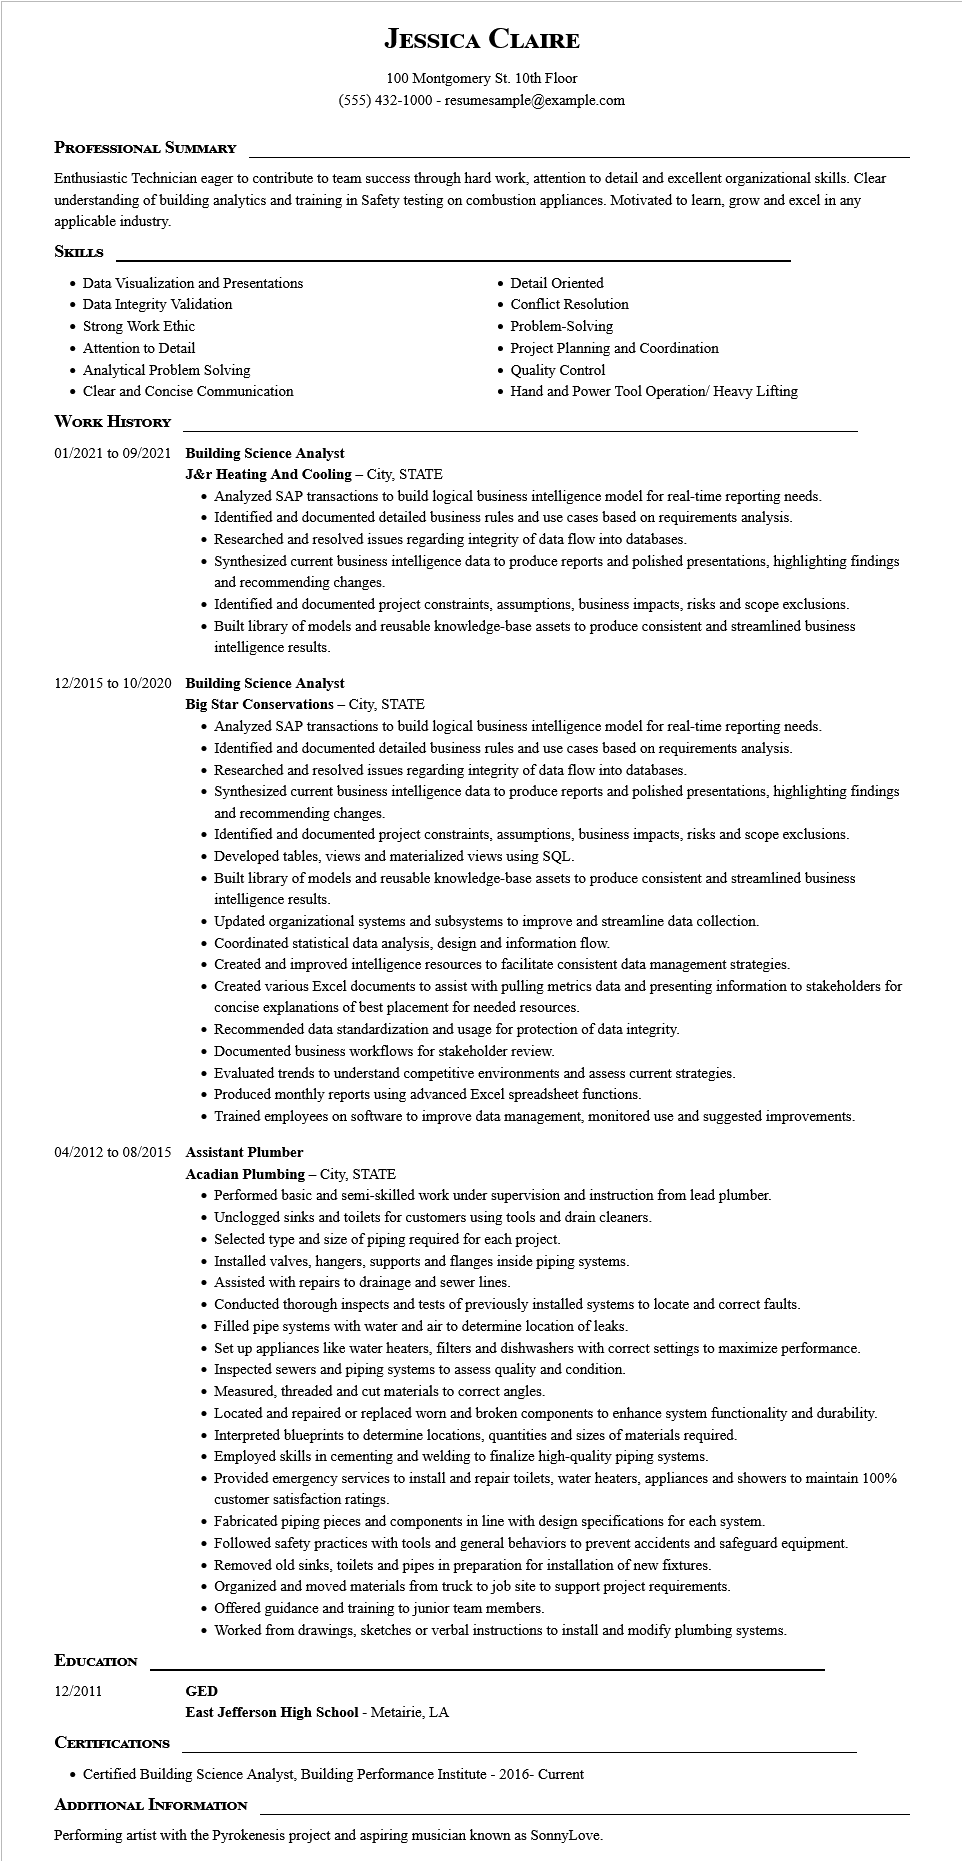 Jessica Claire
100 Montgomery St. 10th Floor
(555) 432-1000 - resumesample@example.com
Professional Summary
Enthusiastic Technician eager to contribute to team success through hard work, attention to detail and excellent organizational skills. Clear
understanding of building analytics and training in Safety testing on combustion appliances. Motivated to learn, grow and excel in any
applicable industry.
Skills
• Data Visualization and Presentations
• Data Integrity Validation
• Strong Work Ethic
• Attention to Detail
• Analytical Problem Solving
• Clear and Concise Communication
• Detail Oriented
• Conflict Resolution
• Problem-Solving
• Project Planning and Coordination
• Quality Control
• Hand and Power Tool Operation/ Heavy Lifting
Work History
01/2021 to 09/2021 Building Science Analyst
J&r Heating And Cooling – City, STATE
• Analyzed SAP transactions to build logical business intelligence model for real-time reporting needs.
• Identified and documented detailed business rules and use cases based on requirements analysis.
• Researched and resolved issues regarding integrity of data flow into databases.
• Synthesized current business intelligence data to produce reports and polished presentations, highlighting findings
and recommending changes.
• Identified and documented project constraints, assumptions, business impacts, risks and scope exclusions.
• Built library of models and reusable knowledge-base assets to produce consistent and streamlined business
intelligence results.
12/2015 to 10/2020 Building Science Analyst
Big Star Conservations – City, STATE
• Analyzed SAP transactions to build logical business intelligence model for real-time reporting needs.
• Identified and documented detailed business rules and use cases based on requirements analysis.
• Researched and resolved issues regarding integrity of data flow into databases.
• Synthesized current business intelligence data to produce reports and polished presentations, highlighting findings
and recommending changes.
• Identified and documented project constraints, assumptions, business impacts, risks and scope exclusions.
• Developed tables, views and materialized views using SQL.
• Built library of models and reusable knowledge-base assets to produce consistent and streamlined business
intelligence results.
• Updated organizational systems and subsystems to improve and streamline data collection.
• Coordinated statistical data analysis, design and information flow.
• Created and improved intelligence resources to facilitate consistent data management strategies.
• Created various Excel documents to assist with pulling metrics data and presenting information to stakeholders for
concise explanations of best placement for needed resources.
• Recommended data standardization and usage for protection of data integrity.
• Documented business workflows for stakeholder review.
• Evaluated trends to understand competitive environments and assess current strategies.
• Produced monthly reports using advanced Excel spreadsheet functions.
• Trained employees on software to improve data management, monitored use and suggested improvements.
04/2012 to 08/2015 Assistant Plumber
Acadian Plumbing – City, STATE
• Performed basic and semi-skilled work under supervision and instruction from lead plumber.
• Unclogged sinks and toilets for customers using tools and drain cleaners.
• Selected type and size of piping required for each project.
• Installed valves, hangers, supports and flanges inside piping systems.
• Assisted with repairs to drainage and sewer lines.
• Conducted thorough inspects and tests of previously installed systems to locate and correct faults.
• Filled pipe systems with water and air to determine location of leaks.
• Set up appliances like water heaters, filters and dishwashers with correct settings to maximize performance.
• Inspected sewers and piping systems to assess quality and condition.
• Measured, threaded and cut materials to correct angles.
• Located and repaired or replaced worn and broken components to enhance system functionality and durability.
• Interpreted blueprints to determine locations, quantities and sizes of materials required.
• Employed skills in cementing and welding to finalize high-quality piping systems.
• Provided emergency services to install and repair toilets, water heaters, appliances and showers to maintain 100%
customer satisfaction ratings.
• Fabricated piping pieces and components in line with design specifications for each system.
• Followed safety practices with tools and general behaviors to prevent accidents and safeguard equipment.
• Removed old sinks, toilets and pipes in preparation for installation of new fixtures.
• Organized and moved materials from truck to job site to support project requirements.
• Offered guidance and training to junior team members.
• Worked from drawings, sketches or verbal instructions to install and modify plumbing systems.
Education
12/2011 GED
East Jefferson High School - Metairie, LA
Certifications
• Certified Building Science Analyst, Building Performance Institute - 2016- Current
Additional Information
Performing artist with the Pyrokenesis project and aspiring musician known as SonnyLove.